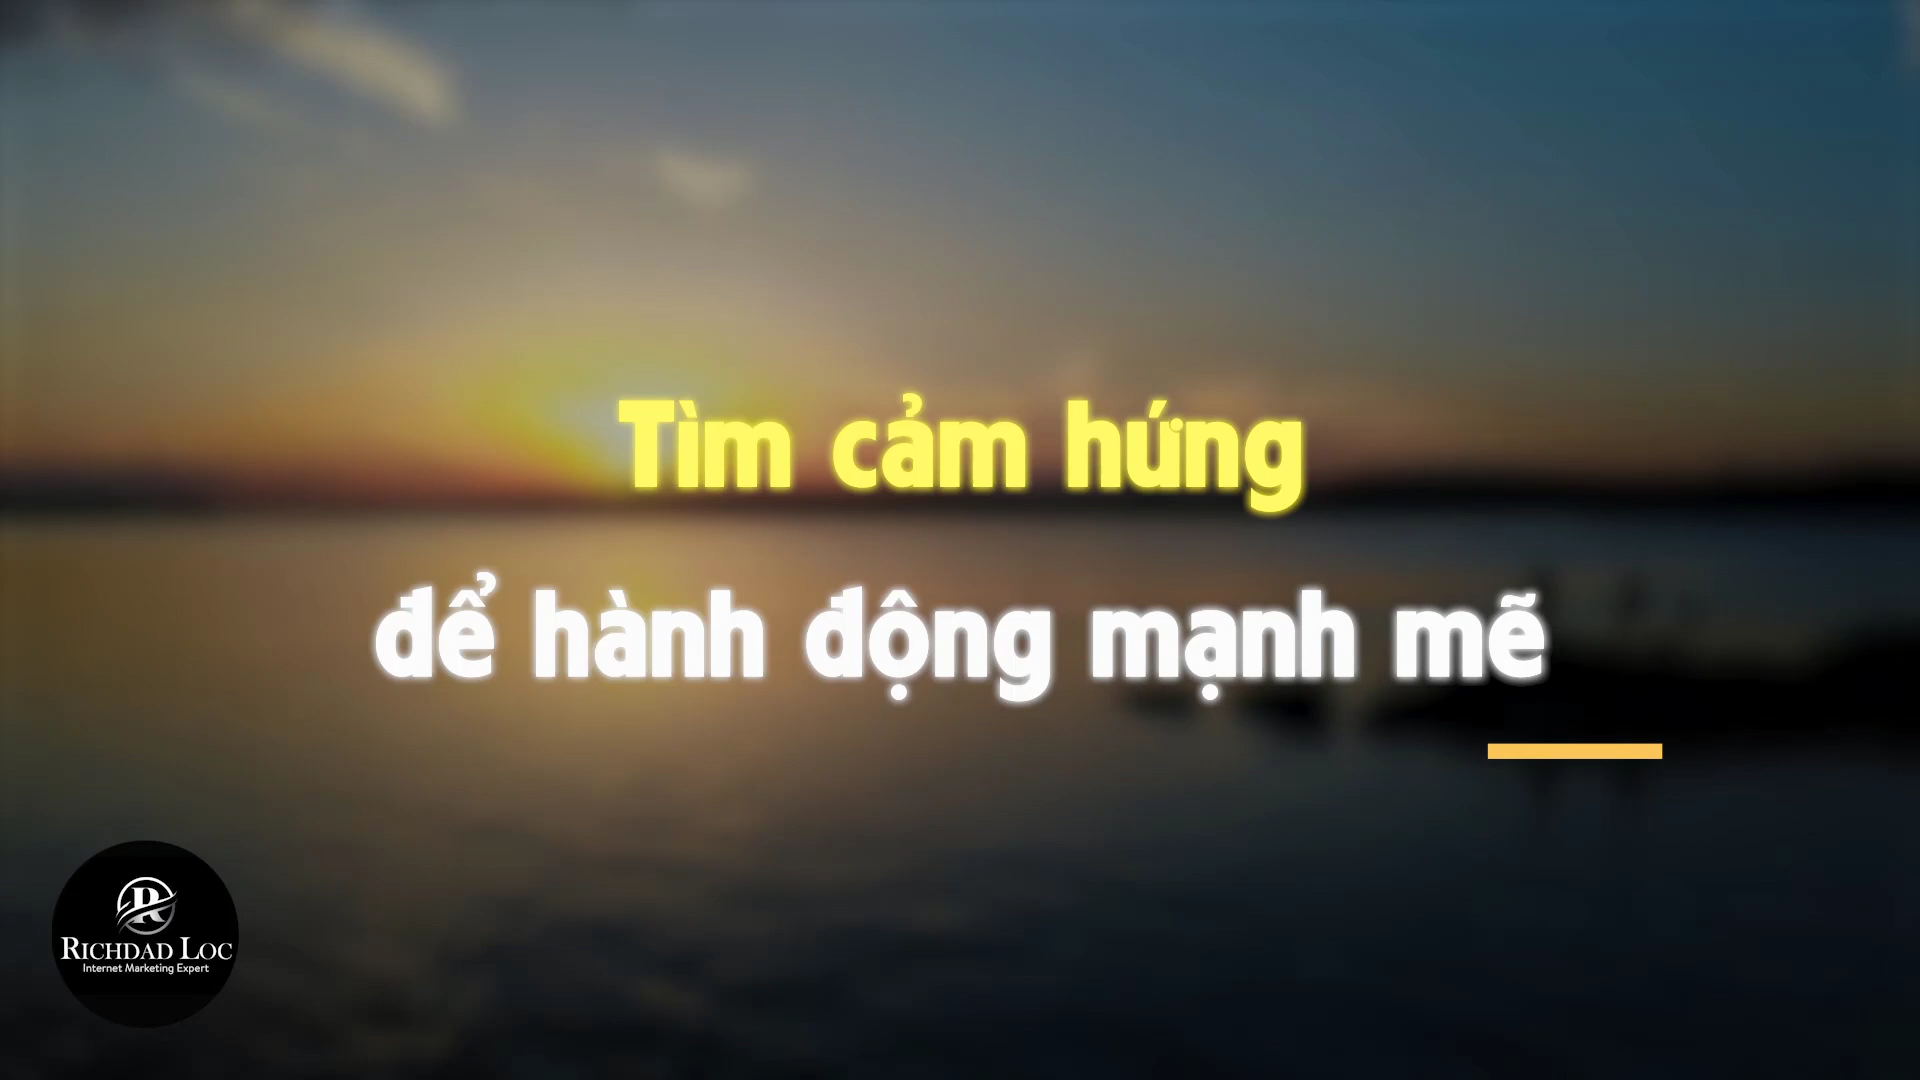 Tìm cảm hứng
để hành động mạnh mẽ
R
RICHDAD LOC
Internet Marketing Expert